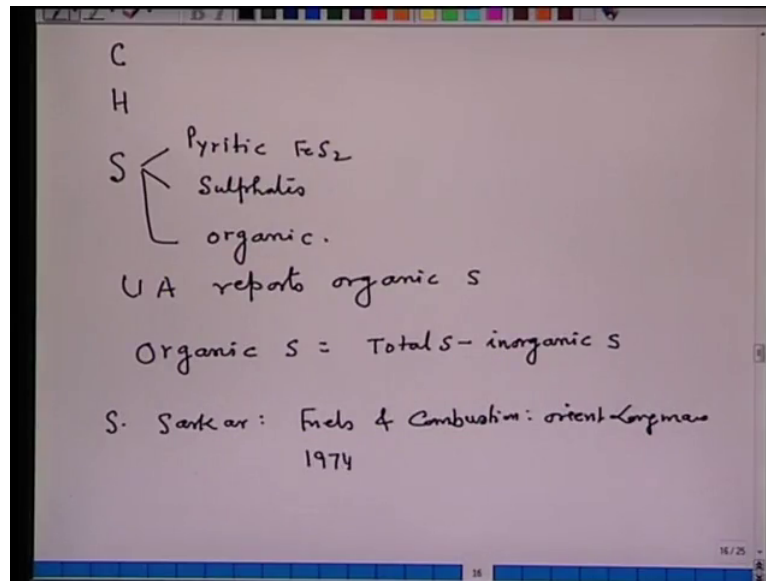 C
H
S
Pyritic FeS2
Sulphates
organic.
UA reports organic S
Organic S = Total S - inorganic S
S. Sarkar: Fuels & Combustion: orient Longman
1974
16/25
16